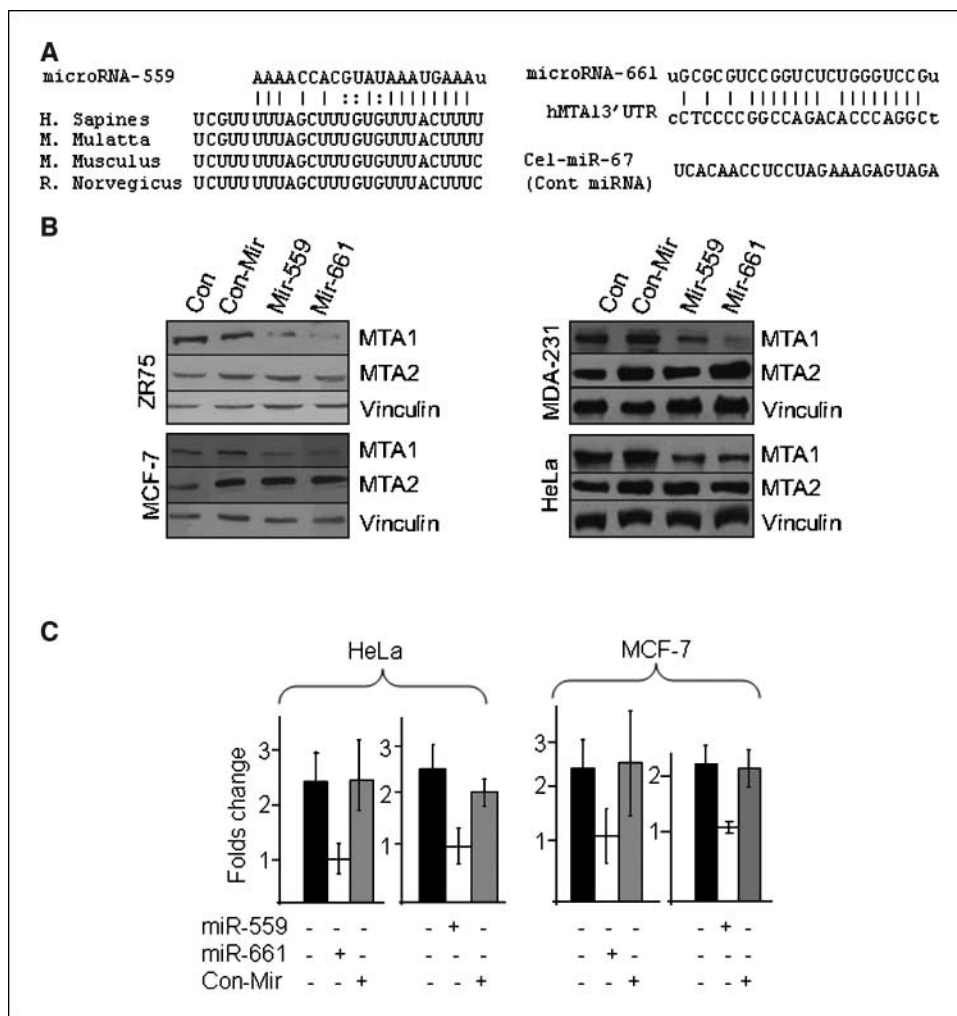 A
microRNA-559 AAAACCACGUAUAAAUGAAAu
H. Sapines UCGUU UUUAGCUUUGUGUUUACUUUU
M. Mulatta UCGUU UUUAGCUUUGUGUUUACUUUU
M. Musculus UCUUU UUUAGCUUUGUGUUUACUUUC
R. Norvegicus UCUUU UUUAGCUUUGUGUUUACUUUC
microRNA-661 uGCGCGUCCGGUCUCUGGGUCCGu
hMTA13'UTR cCTCCCCGGCCAGACACCCAGGCt
Cel-miR-67 UCACAACCUCCUAGAAAGAGUAGA
(Cont miRNA)
B
Con Con-Mir Mir-559 Mir-661
ZR75
MTA1
MTA2
Vinculin
MCF-7
MTA1
MTA2
Vinculin
Con Con-Mir Mir-559 Mir-661
MDA-231
MTA1
MTA2
Vinculin
HeLa
MTA1
MTA2
Vinculin
C
HeLa MCF-7
Folds change
3 3 3
2 2 2 2
1 1 1 1
miR-559 - - - - + - - - - - + -
miR-661 - + - - - - - + - - - -
Con-Mir - - + - - + - - + - - +